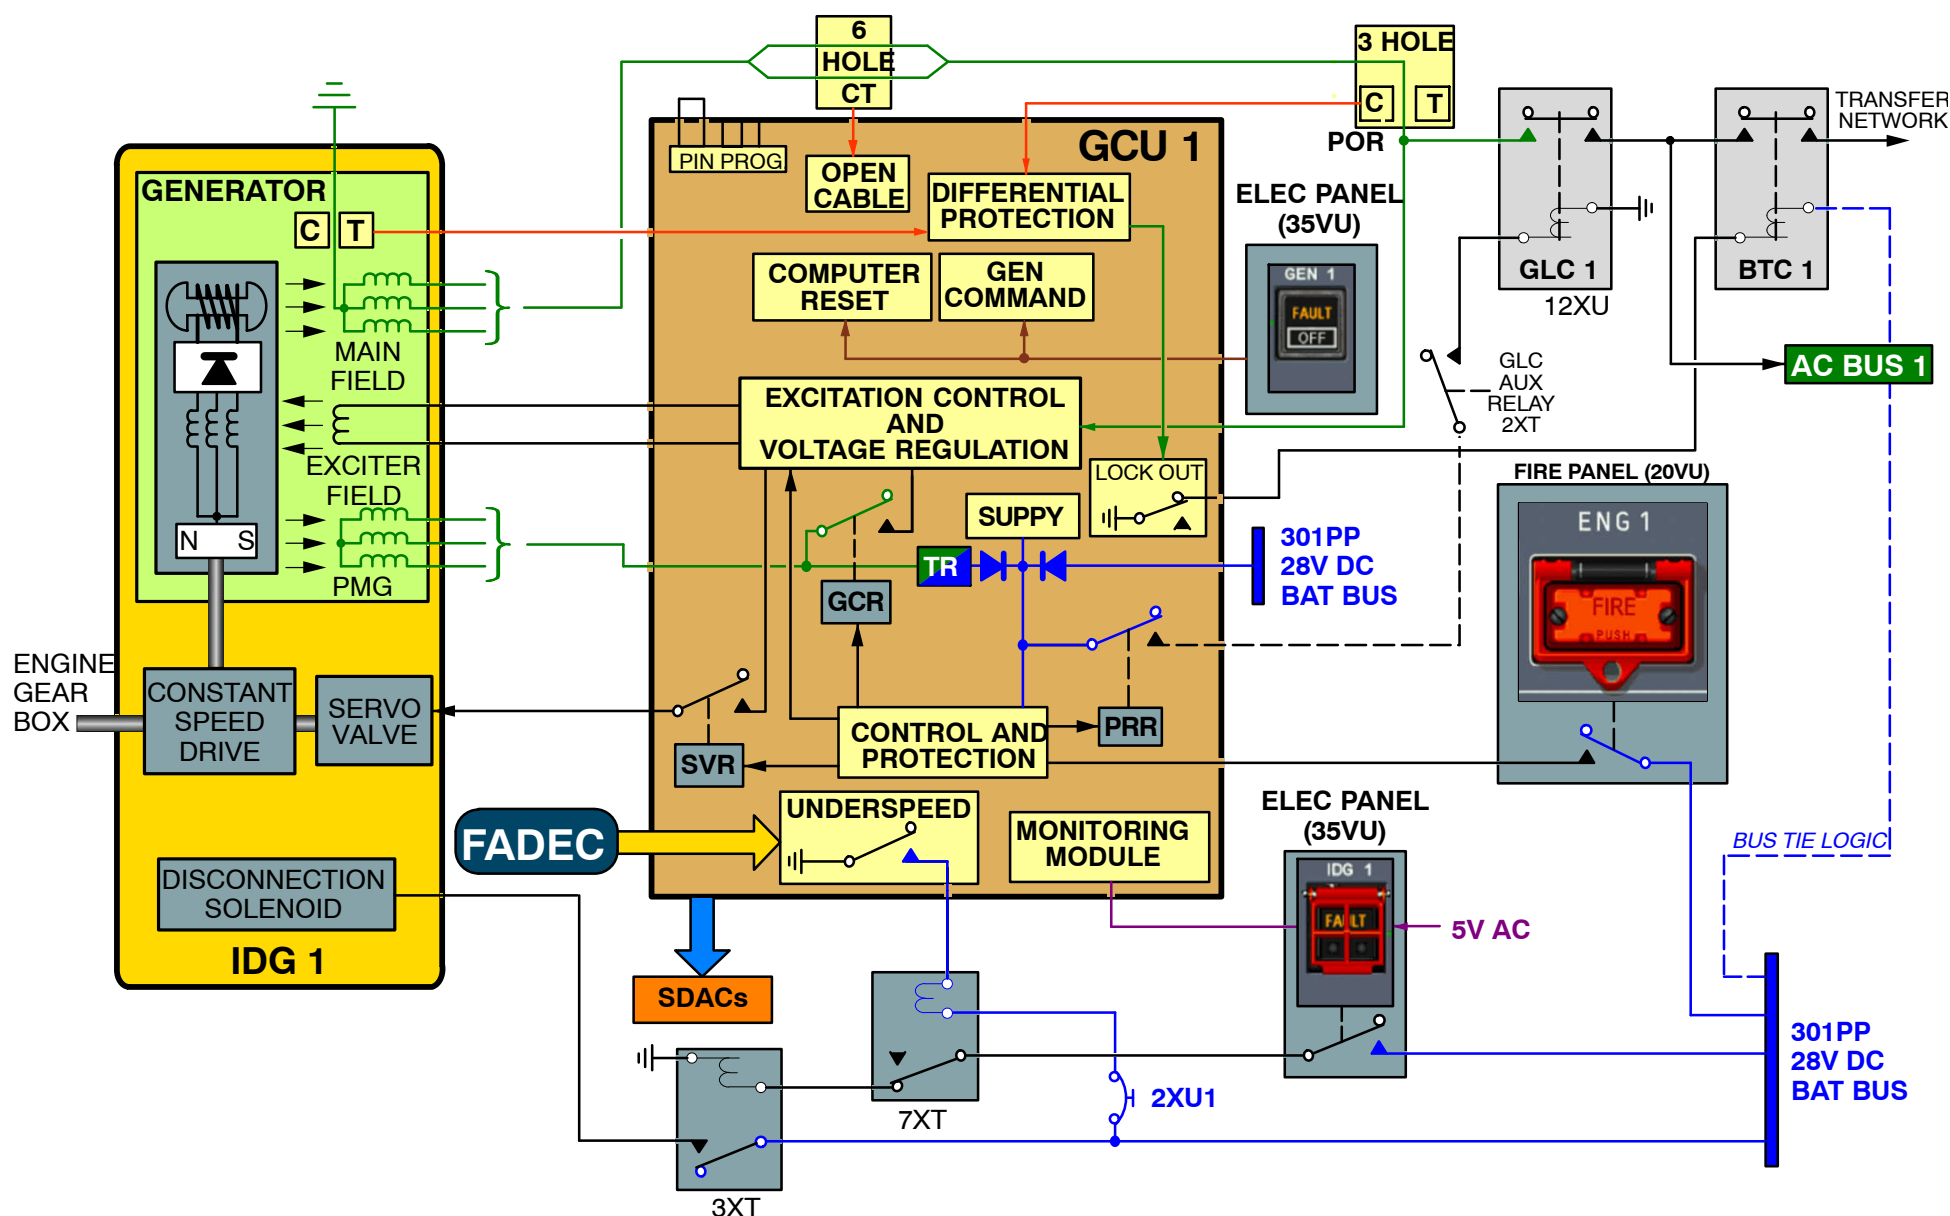 6
HOLE
CT
3 HOLE
C T
POR
TRANSFER
NETWORK
GCU 1
PIN PROG
OPEN
CABLE
DIFFERENTIAL
PROTECTION
ELEC PANEL
(35VU)
GEN 1
FAULT
OFF
GLC 1
12XU
BTC 1
GENERATOR
C T
COMPUTER
RESET
GEN
COMMAND
MAIN
FIELD
EXCITER
FIELD
N S
PMG
EXCITATION CONTROL
AND
VOLTAGE REGULATION
GLC
AUX
RELAY
2XT
AC BUS 1
LOCK OUT
SUPPY
TR
GCR
301PP
28V DC
BAT BUS
FIRE PANEL (20VU)
ENG 1
FIRE
PUSH
ENGINE
GEAR
BOX
CONSTANT
SPEED
DRIVE
SERVO
VALVE
SVR
CONTROL AND
PROTECTION
PRR
FADEC
UNDERSPEED
MONITORING
MODULE
ELEC PANEL
(35VU)
IDG 1
FAULT
5V AC
BUS TIE LOGIC
DISCONNECTION
SOLENOID
IDG 1
SDACs
7XT
3XT
2XU1
301PP
28V DC
BAT BUS